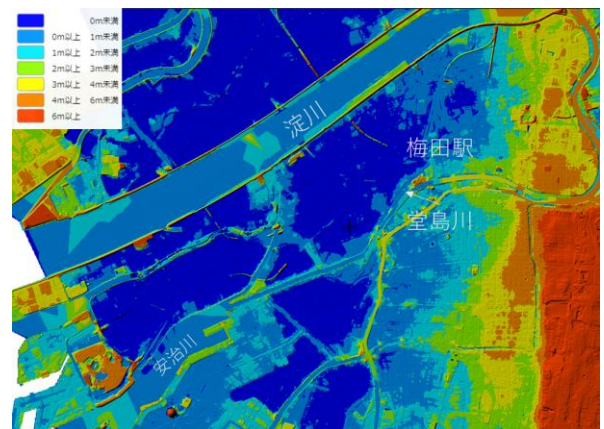 0m未満
0m以上 1m未満
1m以上 2m未満
2m以上 3m未満
3m以上 4m未満
4m以上 6m未満
6m以上
淀川
梅田駅
堂島川
安治川